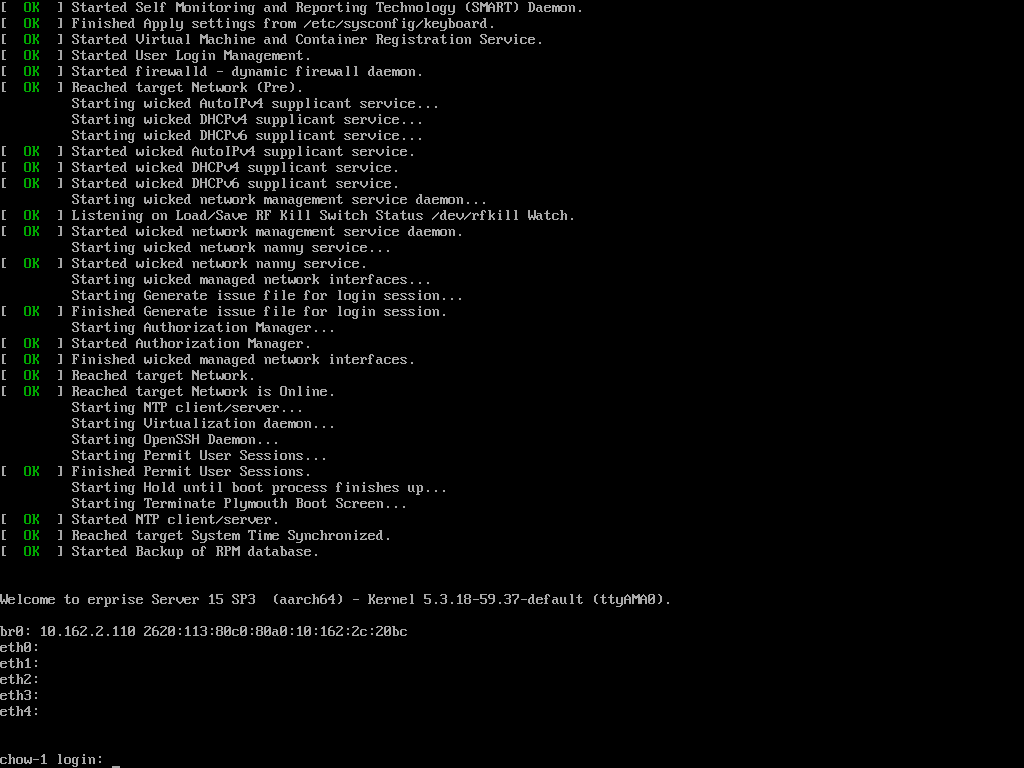 [  OK  ] Started Self Monitoring and Reporting Technology (SMART) Daemon.
[  OK  ] Finished Apply settings from /etc/sysconfig/keyboard.
[  OK  ] Started Virtual Machine and Container Registration Service.
[  OK  ] Started User Login Management.
[  OK  ] Started firewalld - dynamic firewall daemon.
[  OK  ] Reached target Network (Pre).
         Starting wicked AutoIPv4 supplicant service...
         Starting wicked DHCPv4 supplicant service...
         Starting wicked DHCPv6 supplicant service...
[  OK  ] Started wicked AutoIPv4 supplicant service.
[  OK  ] Started wicked DHCPv4 supplicant service.
[  OK  ] Started wicked DHCPv6 supplicant service.
         Starting wicked network management service daemon...
[  OK  ] Listening on Load/Save RF Kill Switch Status /dev/rfkill Watch.
[  OK  ] Started wicked network management service daemon.
         Starting wicked network nanny service...
[  OK  ] Started wicked network nanny service.
         Starting wicked managed network interfaces...
         Starting Generate issue file for login session...
[  OK  ] Finished Generate issue file for login session.
         Starting Authorization Manager...
[  OK  ] Started Authorization Manager.
[  OK  ] Finished wicked managed network interfaces.
[  OK  ] Reached target Network.
[  OK  ] Reached target Network is Online.
         Starting NTP client/server...
         Starting Virtualization daemon...
         Starting OpenSSH Daemon...
         Starting Permit User Sessions...
[  OK  ] Finished Permit User Sessions.
         Starting Hold until boot process finishes up...
         Starting Terminate Plymouth Boot Screen...
[  OK  ] Started NTP client/server.
[  OK  ] Reached target System Time Synchronized.
[  OK  ] Started Backup of RPM database.
Welcome to erprise Server 15 SP3  (aarch64) - Kernel 5.3.18-59.37-default (ttyAMA0).
br0: 10.162.2.110 2620:113:80c0:80a0:10:162:2c:20bc
eth0:
eth1:
eth2:
eth3:
eth4:
chow-1 login: _